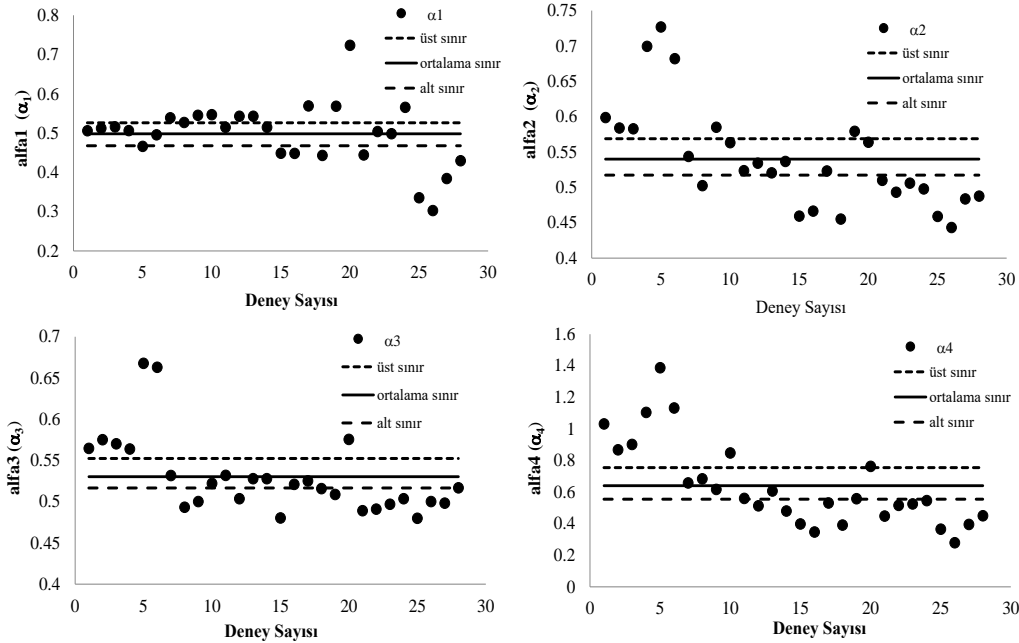 0.8
0.7
0.6
0.5
0.4
0.3
0.2
0
5
10
15
20
25
30
alfa1 (α1)
Deney Sayısı
α1
üst sınır
ortalama sınır
alt sınır
0.75
0.7
0.65
0.6
0.55
0.5
0.45
0.4
0
5
10
15
20
25
30
alfa2 (α2)
Deney Sayısı
α2
üst sınır
ortalama sınır
alt sınır
0.7
0.65
0.6
0.55
0.5
0.45
0.4
0
5
10
15
20
25
30
alfa3 (α3)
Deney Sayısı
α3
üst sınır
ortalama sınır
alt sınır
1.6
1.4
1.2
1
0.8
0.6
0.4
0.2
0
0
5
10
15
20
25
30
alfa4 (α4)
Deney Sayısı
α4
üst sınır
ortalama sınır
alt sınır